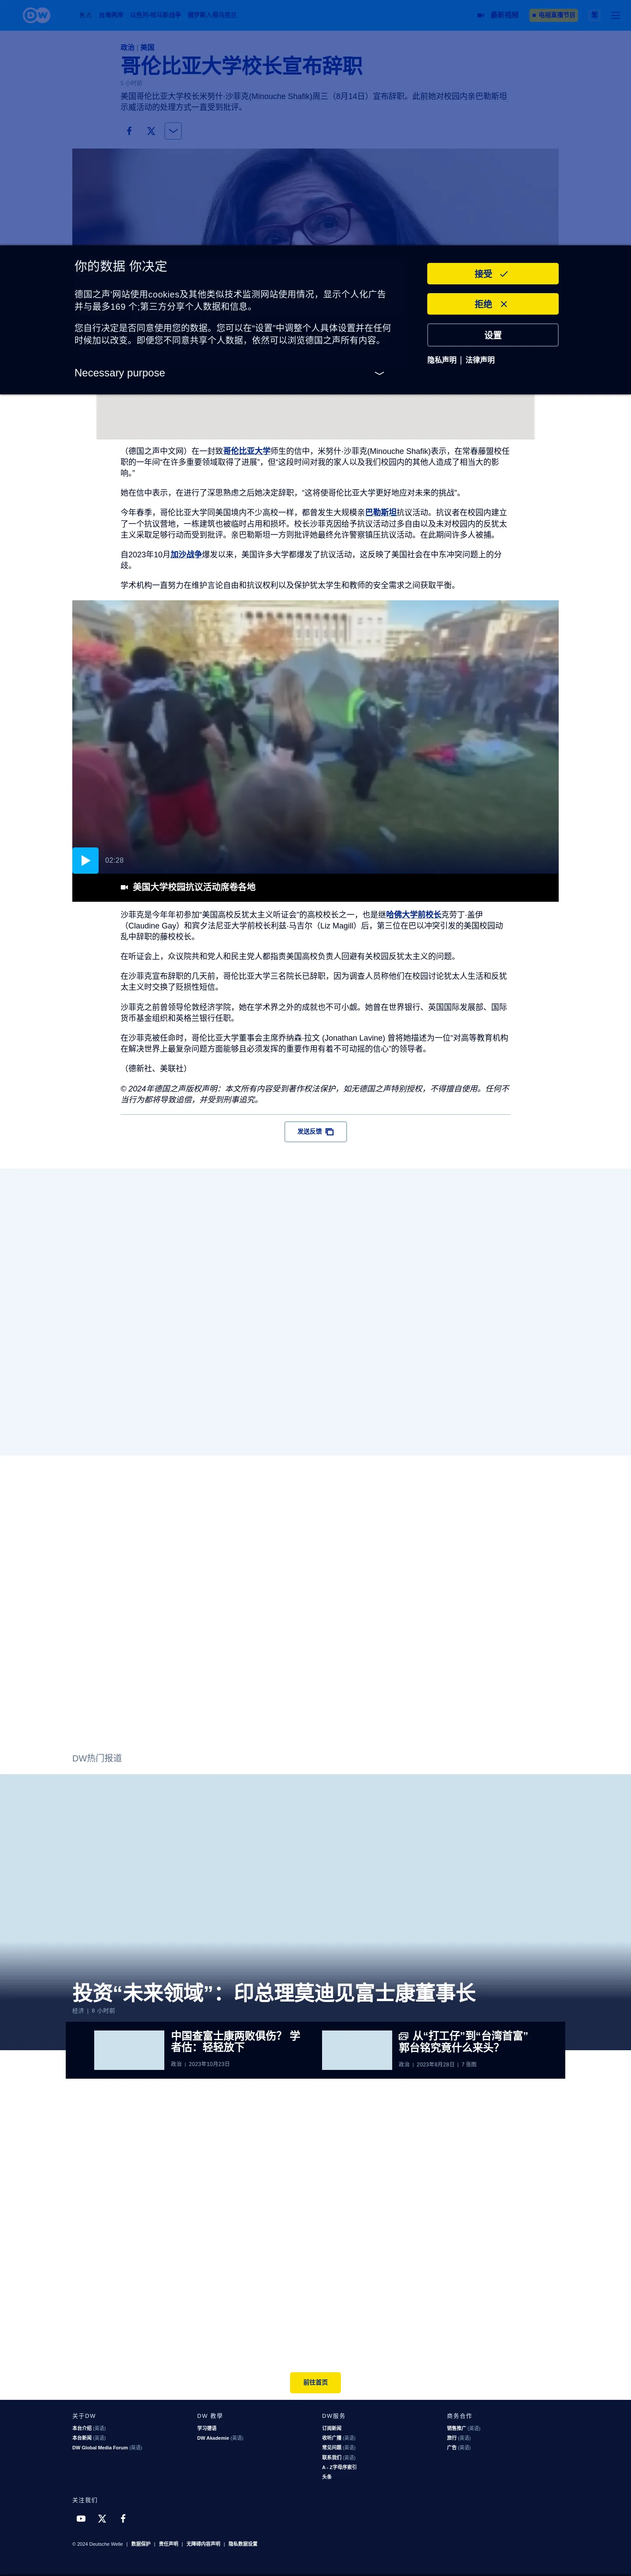 DW
焦点 台海两岸 以色列-哈马斯战争 俄罗斯入侵乌克兰
最新视频
电视直播节目
繁
政治 | 美国
哥伦比亚大学校长宣布辞职
5 小时前
美国哥伦比亚大学校长米努什·沙菲克(Minouche Shafik)周三（8月14日）宣布辞职。此前她对校园内亲巴勒斯坦
示威活动的处理方式一直受到批评。
你的数据 你决定
德国之声'网站使用cookies及其他类似技术监测网站使用情况，显示个人化广告
并与最多169 个;第三方分享个人数据和信息。
您自行决定是否同意使用您的数据。您可以在"设置"中调整个人具体设置并在任何
时候加以改变。即便您不同意共享个人数据，依然可以浏览德国之声所有内容。
Necessary purpose
接受
拒绝
设置
隐私声明 | 法律声明
（德国之声中文网）在一封致哥伦比亚大学师生的信中，米努什·沙菲克(Minouche Shafik)表示，在常春藤盟校任
职的一年间“在许多重要领域取得了进展”，但“这段时间对我的家人以及我们校园内的其他人造成了相当大的影
响。”
她在信中表示，在进行了深思熟虑之后她决定辞职，“这将使哥伦比亚大学更好地应对未来的挑战”。
今年春季，哥伦比亚大学同美国境内不少高校一样，都曾发生大规模亲巴勒斯坦抗议活动。抗议者在校园内建立
了一个抗议营地，一栋建筑也被临时占用和损坏。校长沙菲克因给予抗议活动过多自由以及未对校园内的反犹太
主义采取足够行动而受到批评。亲巴勒斯坦一方则批评她最终允许警察镇压抗议活动。在此期间许多人被捕。
自2023年10月加沙战争爆发以来，美国许多大学都爆发了抗议活动，这反映了美国社会在中东冲突问题上的分
歧。
学术机构一直努力在维护言论自由和抗议权利以及保护犹太学生和教师的安全需求之间获取平衡。
02:28
美国大学校园抗议活动席卷各地
沙菲克是今年年初参加“美国高校反犹太主义听证会”的高校校长之一，也是继哈佛大学前校长克劳丁·盖伊
（Claudine Gay）和宾夕法尼亚大学前校长利兹·马吉尔（Liz Magill）后，第三位在巴以冲突引发的美国校园动
乱中辞职的藤校校长。
在听证会上，众议院共和党人和民主党人都指责美国高校负责人回避有关校园反犹太主义的问题。
在沙菲克宣布辞职的几天前，哥伦比亚大学三名院长已辞职，因为调查人员称他们在校园讨论犹太人生活和反犹
太主义时交换了贬损性短信。
沙菲克之前曾领导伦敦经济学院，她在学术界之外的成就也不可小觑。她曾在世界银行、英国国际发展部、国际
货币基金组织和英格兰银行任职。
在沙菲克被任命时，哥伦比亚大学董事会主席乔纳森·拉文 (Jonathan Lavine) 曾将她描述为一位“对高等教育机构
在解决世界上最复杂问题方面能够且必须发挥的重要作用有着不可动摇的信心”的领导者。
（德新社、美联社）
© 2024年德国之声版权声明：本文所有内容受到著作权法保护，如无德国之声特别授权，不得擅自使用。任何不
当行为都将导致追偿，并受到刑事追究。
发送反馈
DW热门报道
投资“未来领域”：印总理莫迪见富士康董事长
经济 | 8 小时前
中国查富士康两败俱伤？ 学
者估：轻轻放下
政治 | 2023年10月23日
从“打工仔”到“台湾首富”
郭台铭究竟什么来头？
政治 | 2023年8月28日 | 7 张图
前往首页
关于DW
本台介绍 (英语)
本台新闻 (英语)
DW Global Media Forum (英语)
DW 教学
学习德语
DW Akademie (英语)
DW服务
订阅新闻
收听广播 (英语)
常见问题 (英语)
联系我们 (英语)
A - Z字母序索引
头条
商务合作
销售推广 (英语)
旅行 (英语)
广告 (英语)
关注我们
© 2024 Deutsche Welle | 数据保护 | 责任声明 | 无障碍内容声明 | 隐私数据设置